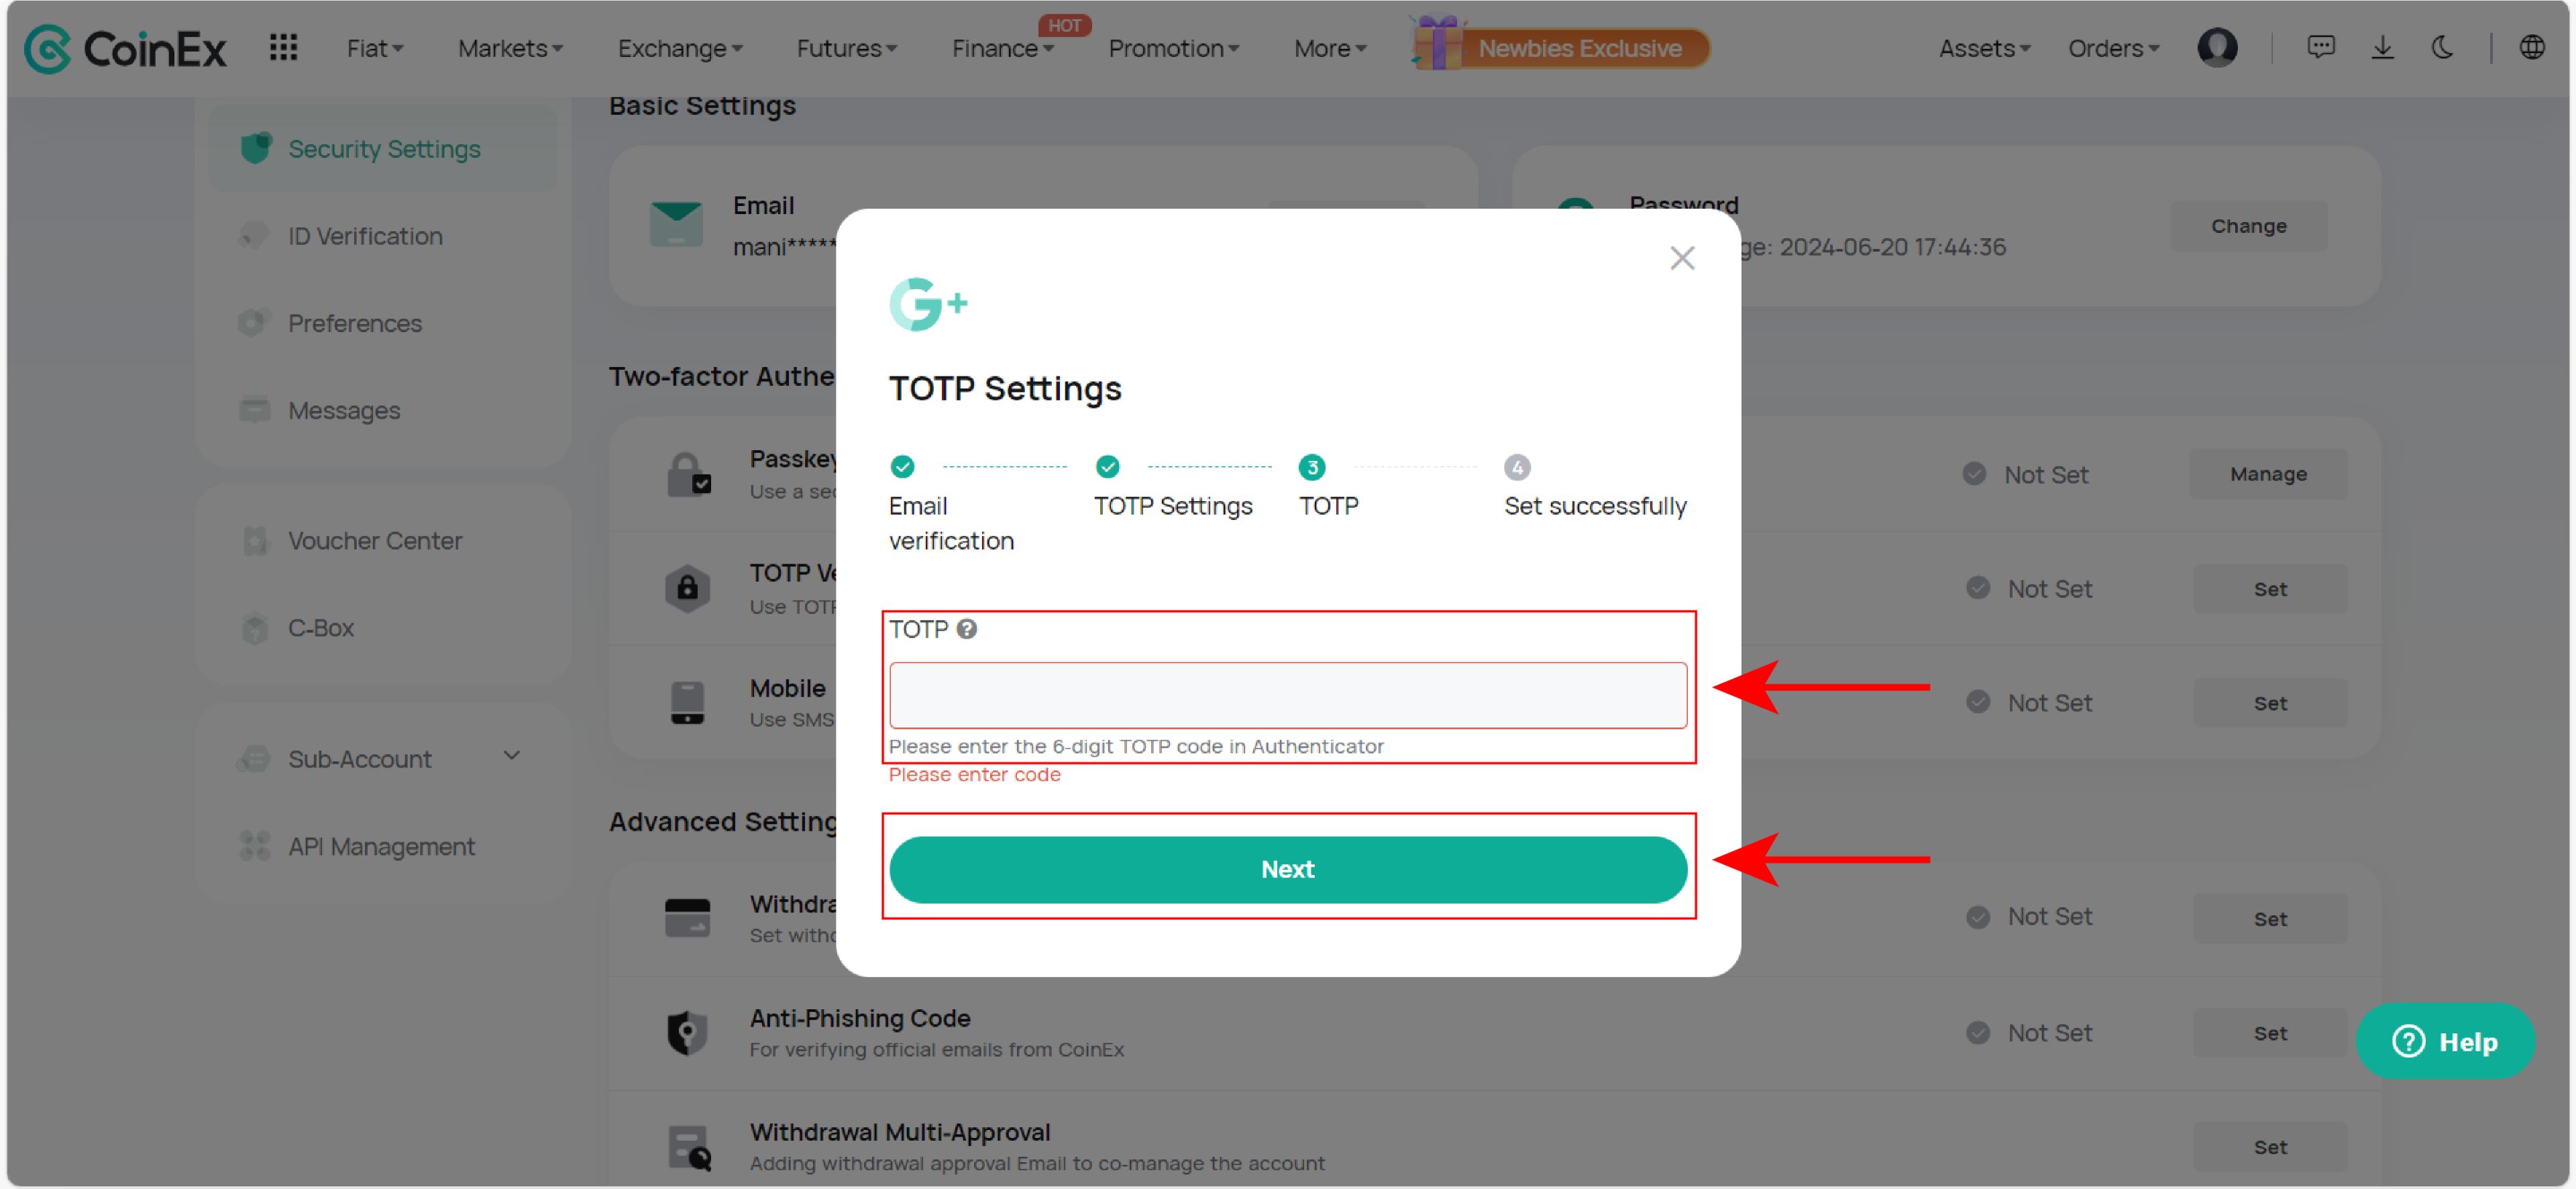 CoinEx
Fiat
Markets
Exchange
Futures
Finance
HOT
Promotion
More
Newbies Exclusive
Assets
Orders
Security Settings
ID Verification
Preferences
Messages
Voucher Center
C-Box
Sub-Account
API Management
Basic Settings
Email
mani*****
Password
ge: 2024-06-20 17:44:36
Change
Two-factor Authe
Passkey
Use a sec
Not Set
Manage
TOTP Ve
Use TOTP
Not Set
Set
Mobile
Use SMS
Not Set
Set
Advanced Setting
Withdra
Set withd
Not Set
Set
Anti-Phishing Code
For verifying official emails from CoinEx
Not Set
Set
Withdrawal Multi-Approval
Adding withdrawal approval Email to co-manage the account
Set
G+
TOTP Settings
3
4
Email
verification
TOTP Settings
TOTP
Set successfully
TOTP ?
Please enter the 6-digit TOTP code in Authenticator
Please enter code
Next
? Help